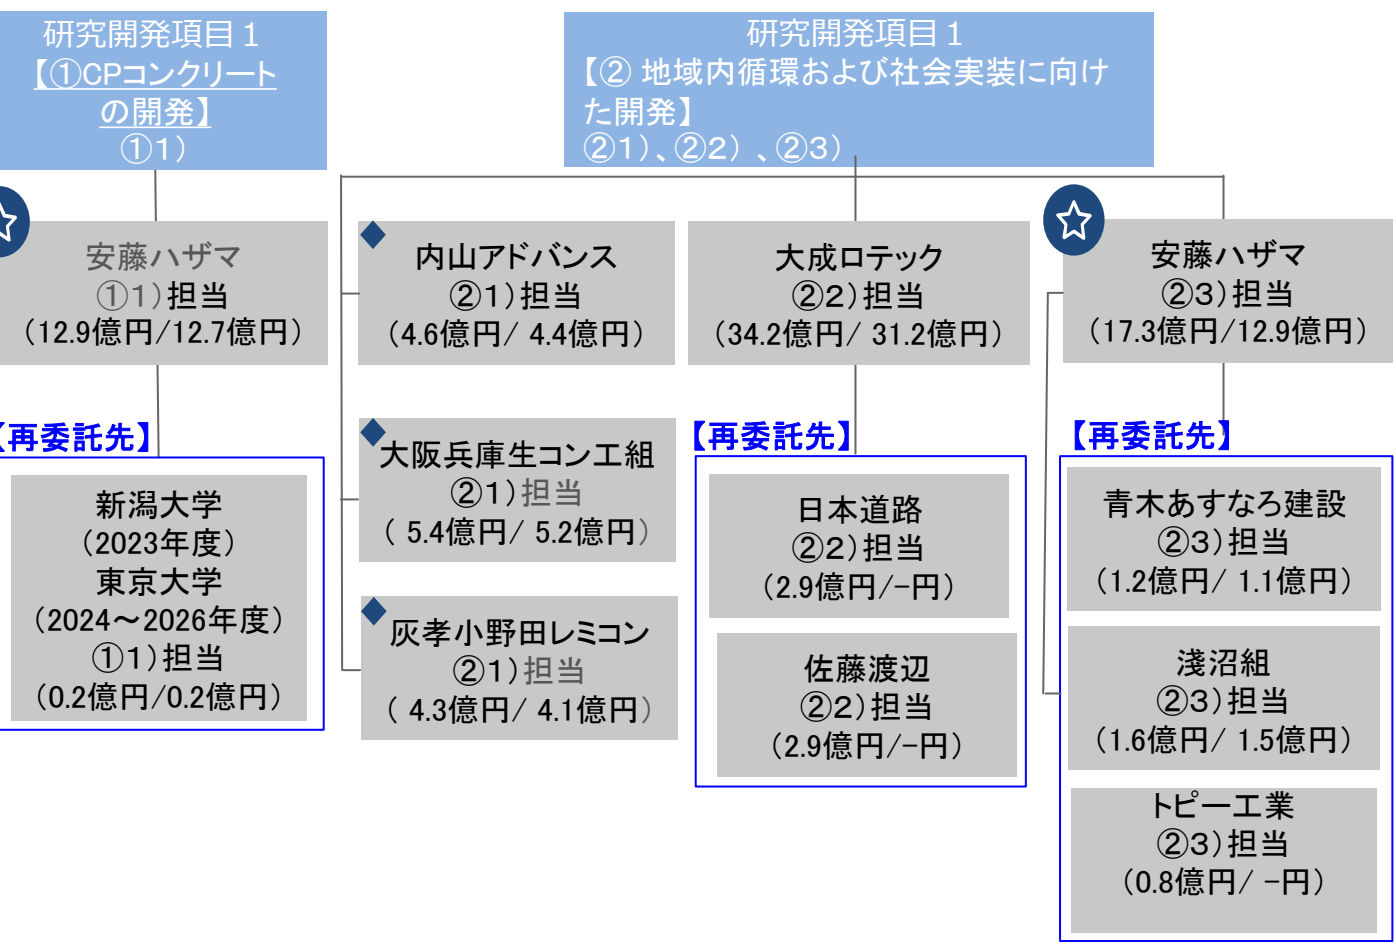 研究開発項目1
【①CPコンクリート
の開発】
①1)
研究開発項目1
【② 地域内循環および社会実装に向け
た開発】
②1)、②2) 、②3)
安藤ハザマ
①1)担当
(12.9億円/12.7億円)
内山アドバンス
②1)担当
(4.6億円/ 4.4億円)
大成ロテック
②2)担当
(34.2億円/ 31.2億円)
安藤ハザマ
②3)担当
(17.3億円/12.9億円)
【再委託先】
新潟大学
(2023年度)
東京大学
(2024～2026年度)
①1)担当
(0.2億円/0.2億円)
大阪兵庫生コン工組
②1)担当
( 5.4億円/ 5.2億円)
灰孝小野田レミコン
②1)担当
( 4.3億円/ 4.1億円)
【再委託先】
日本道路
②2)担当
(2.9億円/-円)
佐藤渡辺
②2)担当
(2.9億円/-円)
【再委託先】
青木あすなろ建設
②3)担当
(1.2億円/ 1.1億円)
淺沼組
②3)担当
(1.6億円/ 1.5億円)
トピー工業
②3)担当
(0.8億円/ -円)